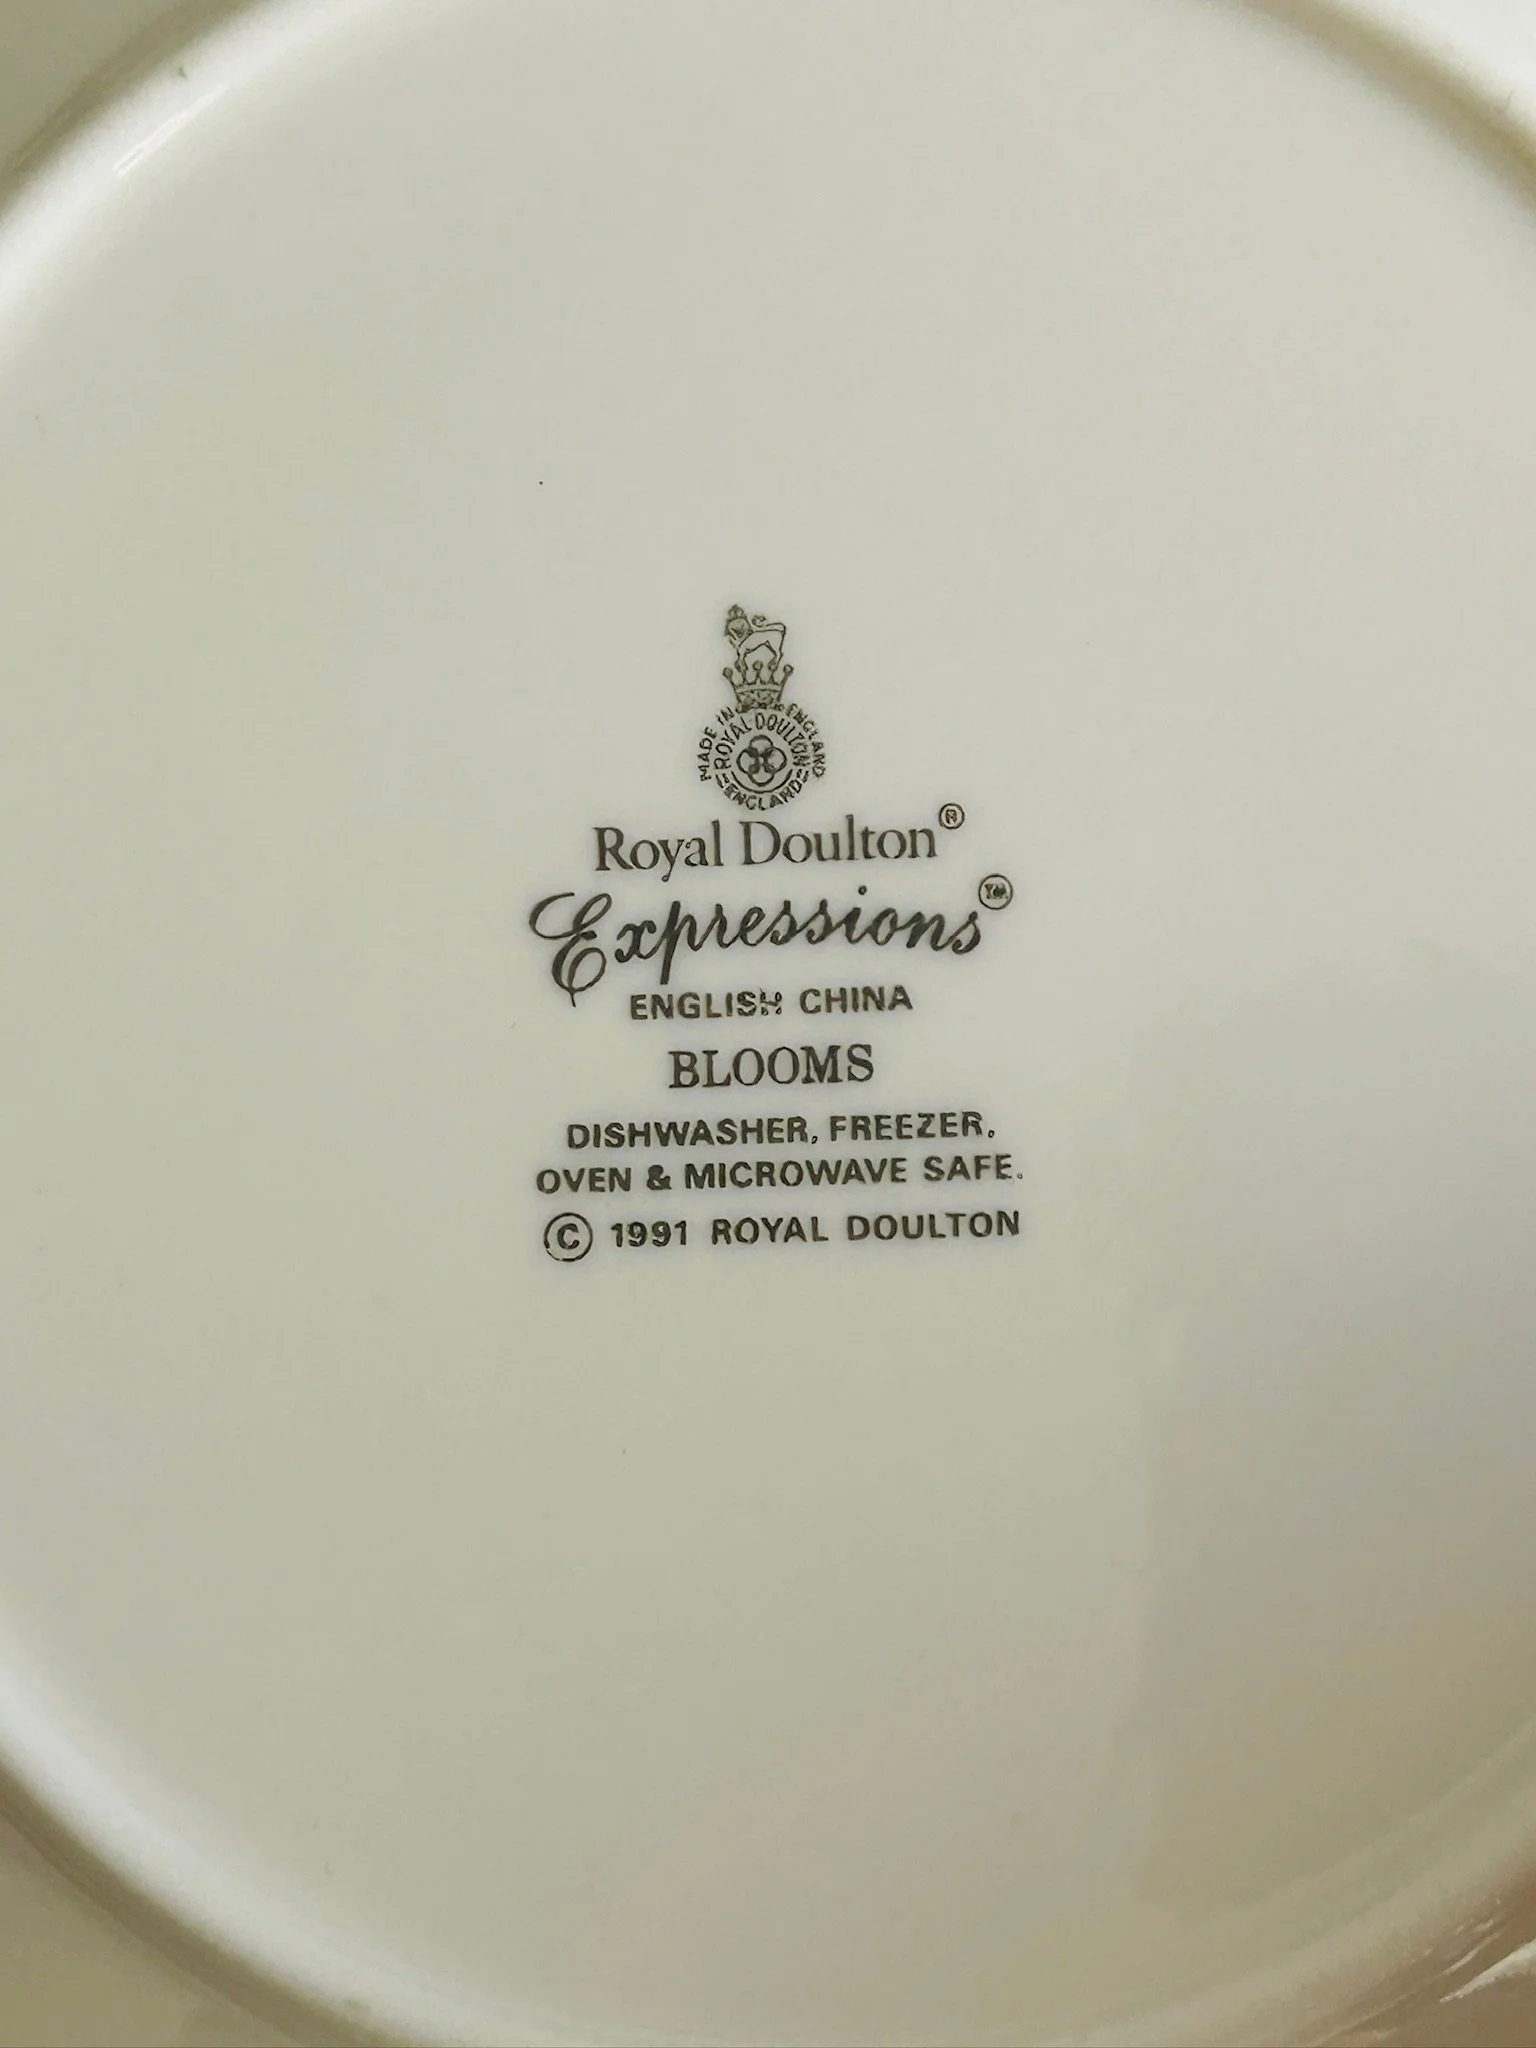 MADE IN ENGLAND
ROYAL DOULTON
ENGLAND
Royal Doulton®
Expressions™
ENGLISH CHINA
BLOOMS
DISHWASHER, FREEZER,
OVEN & MICROWAVE SAFE.
© 1991 ROYAL DOULTON